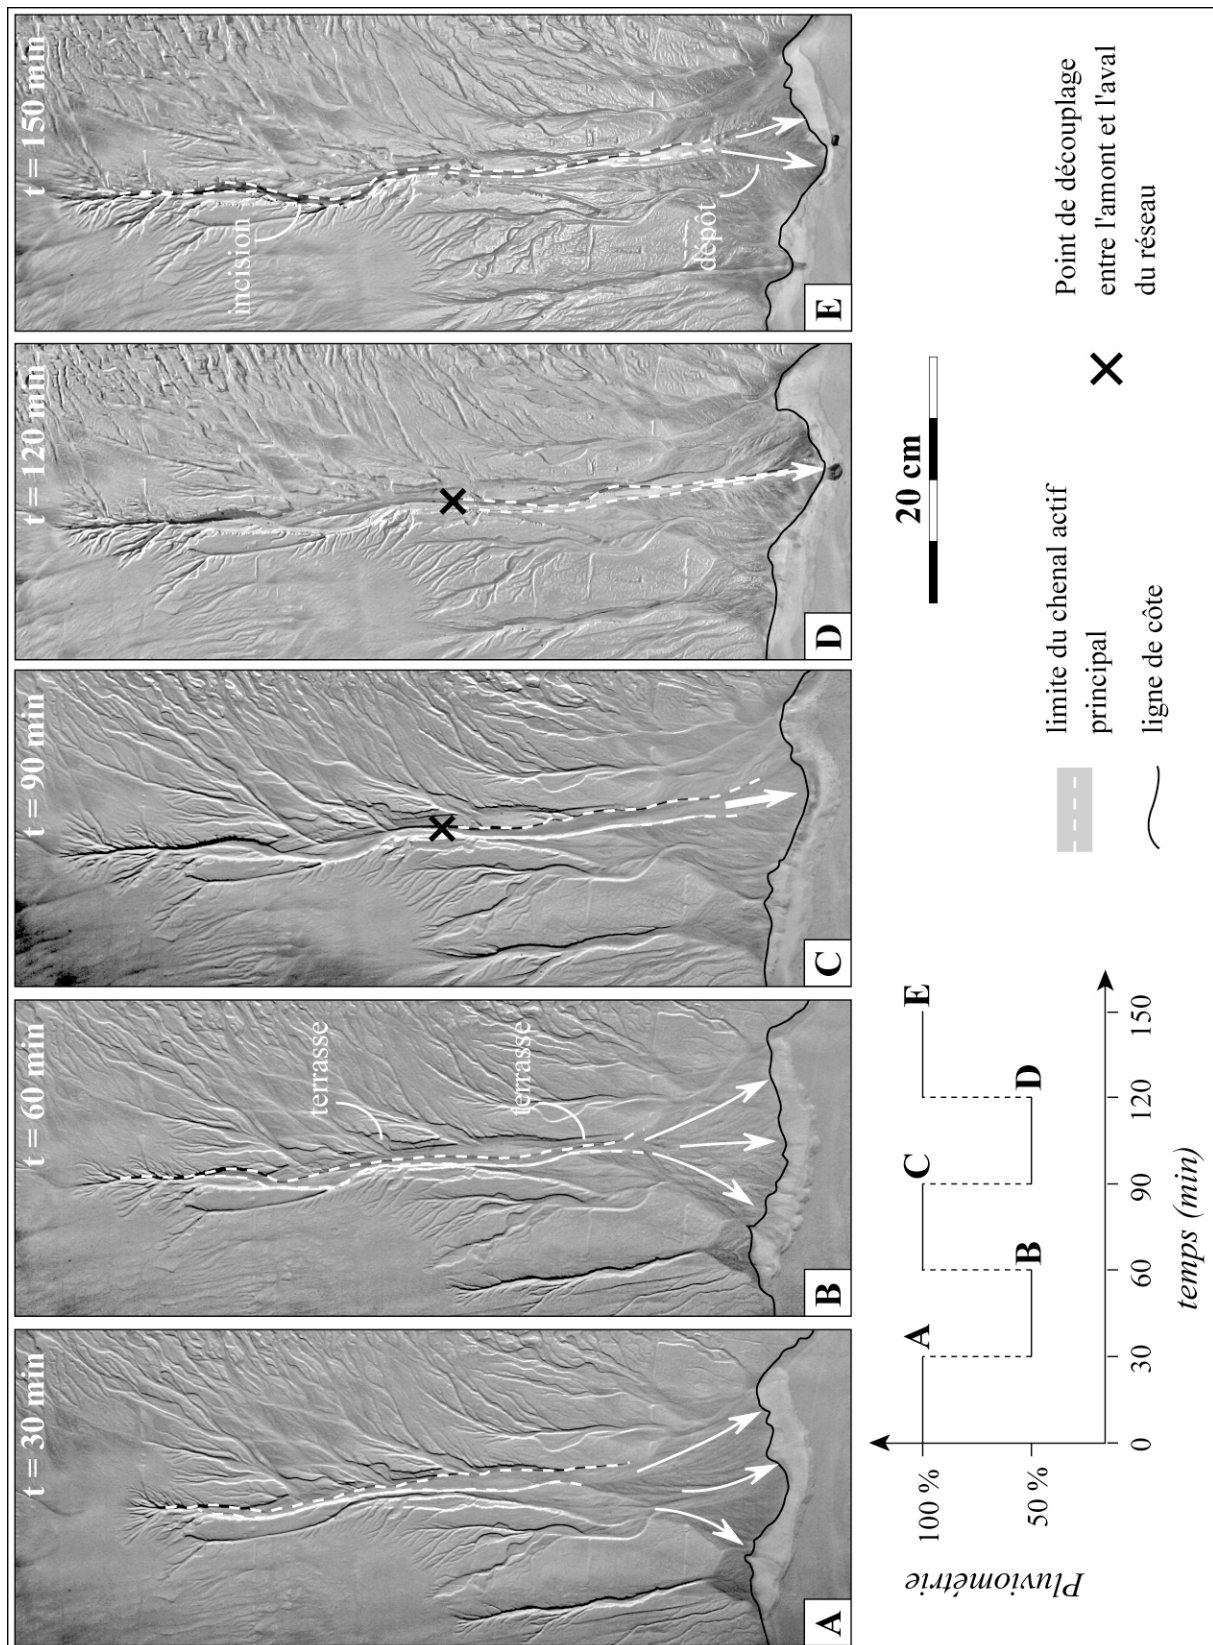 t = 30 min
A
t = 60 min
terrasse
terrasse
B
t = 90 min
C
t = 120 min
D
t = 150 min
incision
dépôt
E
Pluviométrie
100 %
50 %
A
B
C
D
E
0
30
60
90
120
150
temps (min)
20 cm
limite du chenal actif
principal
ligne de côte
Point de découplage
entre l'amont et l'aval
du réseau